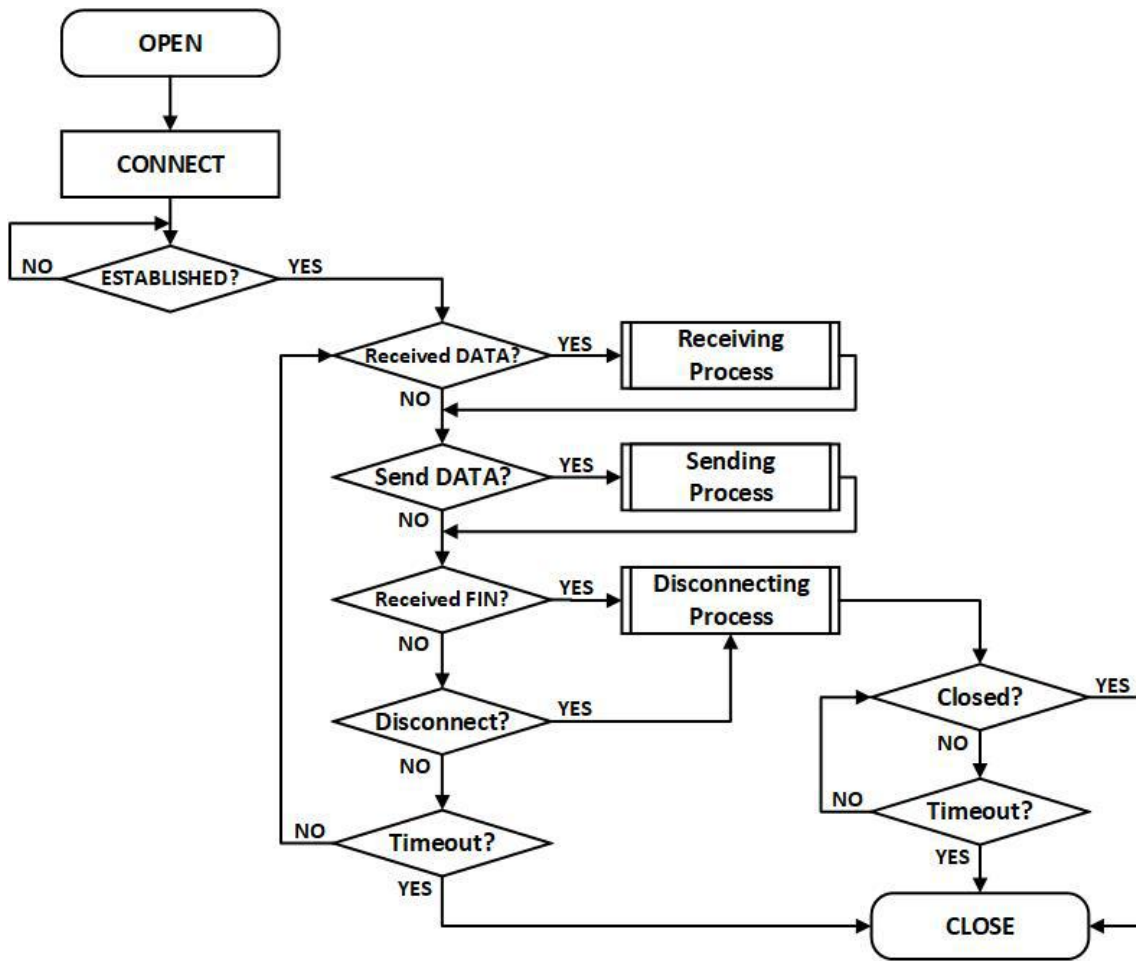 OPEN
CONNECT
NO
ESTABLISHED?
YES
Received DATA?
YES
Receiving
Process
NO
Send DATA?
YES
Sending
Process
NO
Received FIN?
YES
Disconnecting
Process
NO
Disconnect?
YES
Closed?
YES
NO
NO
NO
Timeout?
NO
Timeout?
YES
YES
CLOSE